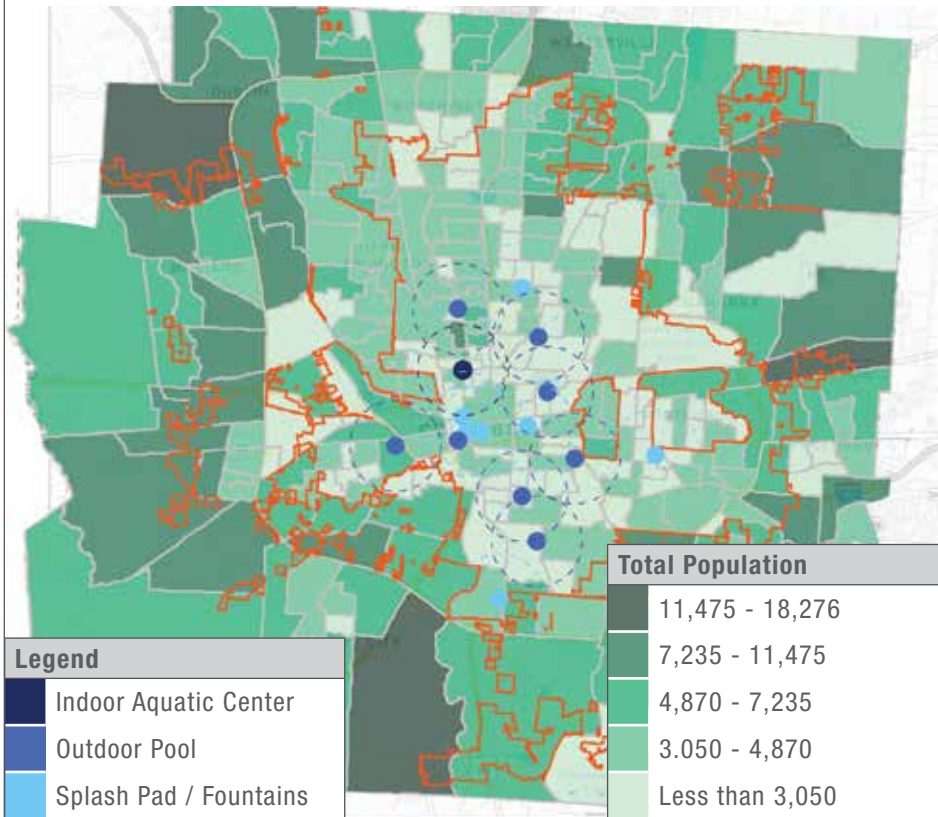 DUBLIN
Total Population
11,475 - 18,276
7,235 - 11,475
4,870 - 7,235
3.050 - 4,870
Less than 3,050
Legend
Indoor Aquatic Center
Outdoor Pool
Splash Pad / Fountains